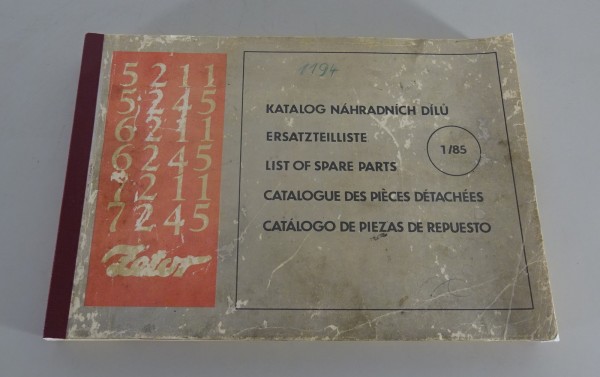 5211
5245
6211
6245
7211
7245
Zetor
1194
KATALOG NÁHRADNÍCH DÍLŮ
ERSATZTEILLISTE
LIST OF SPARE PARTS
CATALOGUE DES PIÈCES DÉTACHÉES
CATÁLOGO DE PIEZAS DE REPUESTO
1/85